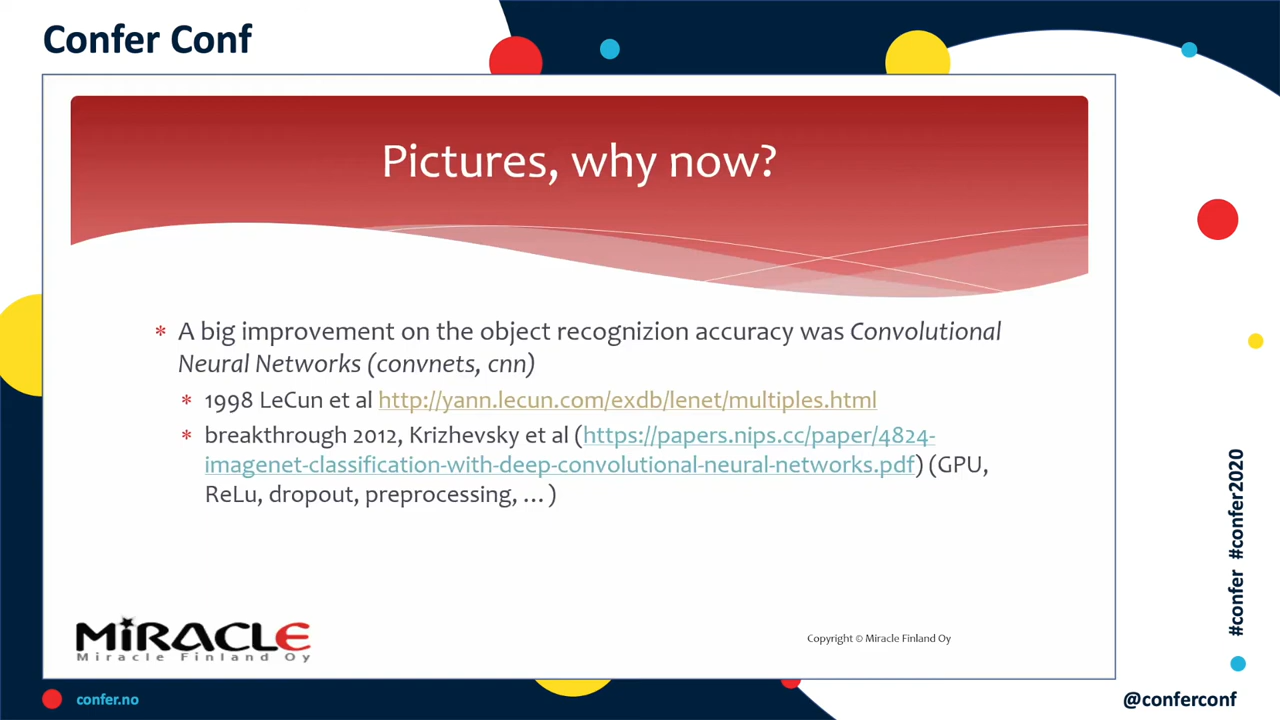 Confer Conf
Pictures, why now?
* A big improvement on the object recognizion accuracy was Convolutional
Neural Networks (convnets, cnn)
* 1998 LeCun et al http://yann.lecun.com/exdb/lenet/multiples.html
* breakthrough 2012, Krizhevsky et al (https://papers.nips.cc/paper/4824-
imagenet-classification-with-deep-convolutional-neural-networks.pdf) (GPU,
ReLu, dropout, preprocessing, … )
MiRACLE
Miracle Finland Oy
Copyright © Miracle Finland Oy
#confer #confer2020
confer.no
@conferconf